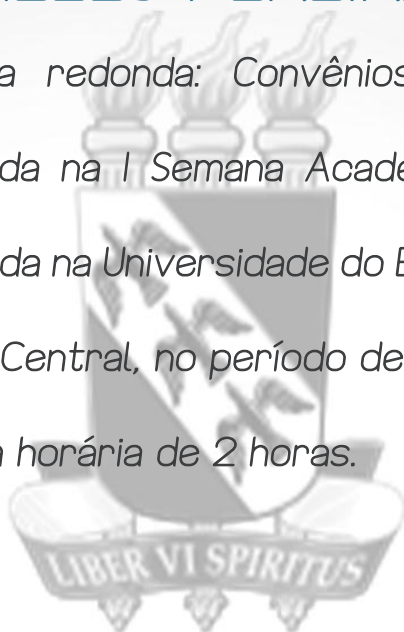 a redonda: Convênios
da na I Semana Acade
da na Universidade do E
Central, no período de
a horária de 2 horas.
LIBER VI SPIRITUS